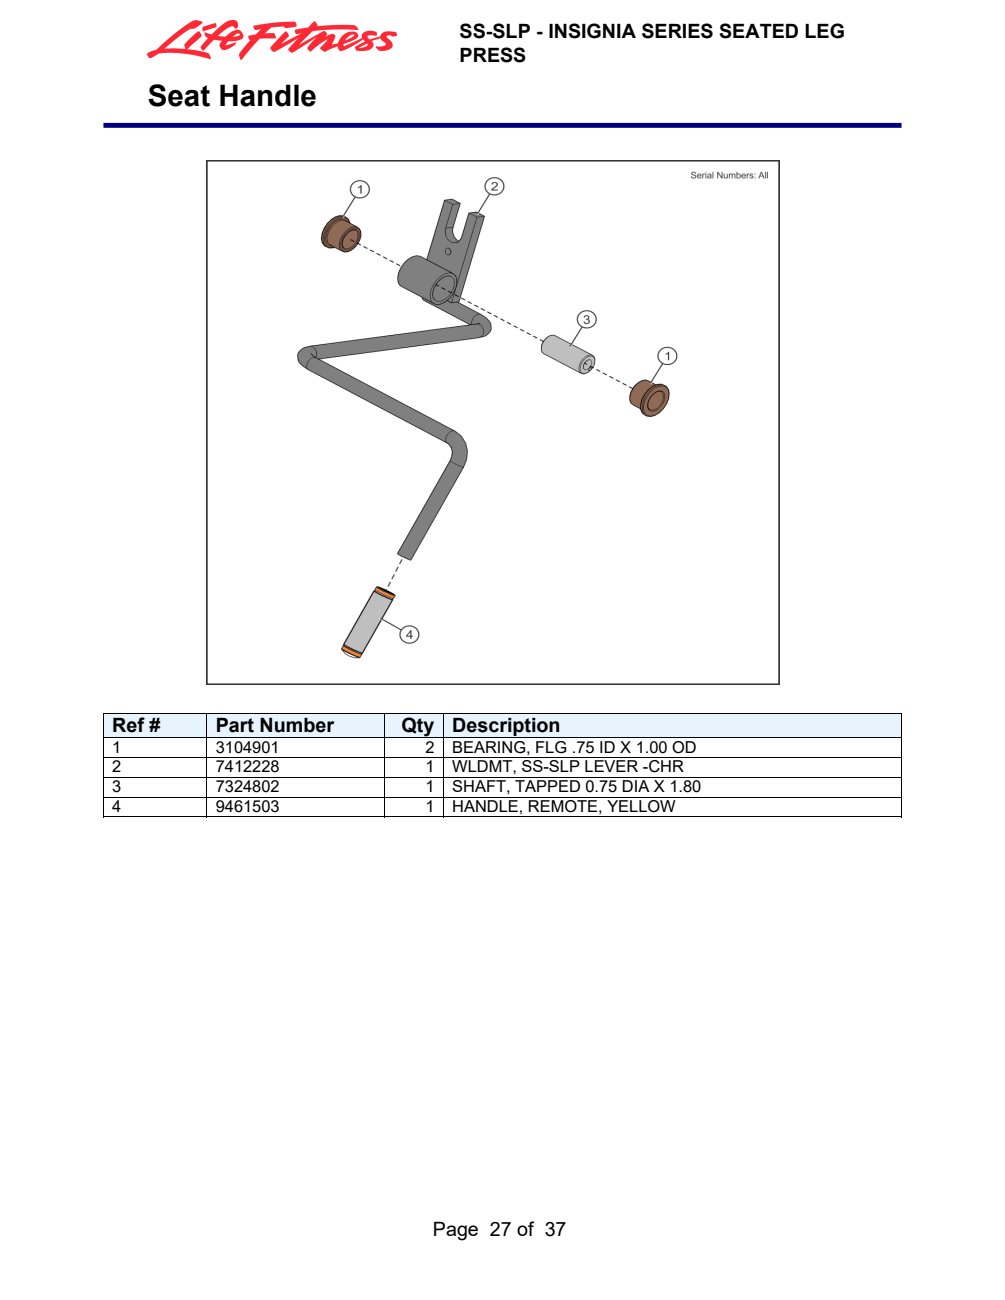 Life Fitness
SS-SLP - INSIGNIA SERIES SEATED LEG
PRESS
Seat Handle
Serial Numbers: All
1
2
3
1
4
Ref # Part Number Qty Description
1 3104901 2 BEARING, FLG .75 ID X 1.00 OD
2 7412228 1 WLDMT, SS-SLP LEVER -CHR
3 7324802 1 SHAFT, TAPPED 0.75 DIA X 1.80
4 9461503 1 HANDLE, REMOTE, YELLOW
Page 27 of 37